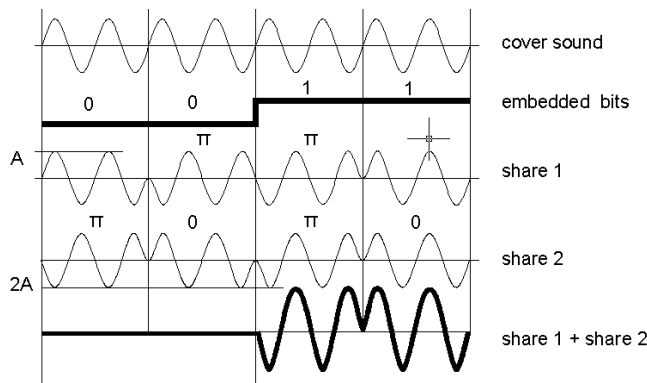 cover sound
0 0 1 1 embedded bits
π π
A
share 1
π 0 π 0
share 2
2A
share 1 + share 2